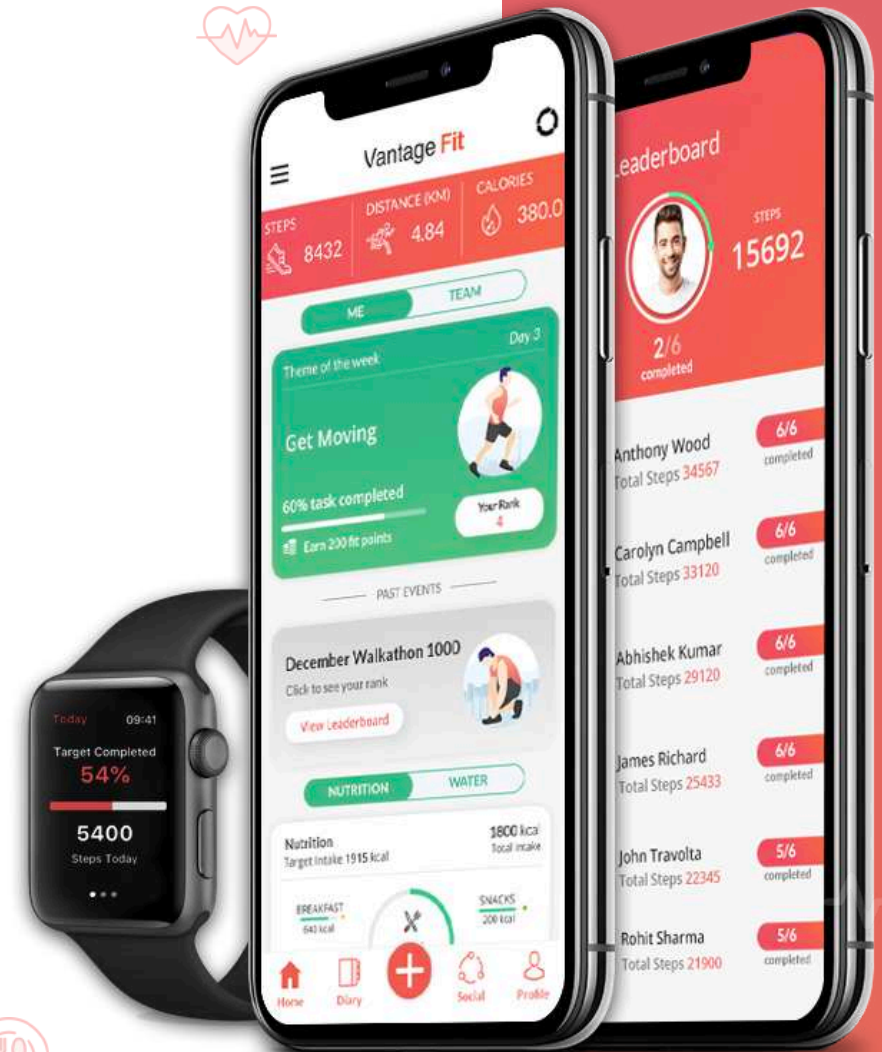 Vantage Fit
STEPS
8432
DISTANCE (KM)
4.84
CALORIES
380.0
ME
TEAM
Theme of the week
Day 3
Get Moving
60% task completed
Your Rank
4
Earn 200 fit points
PAST EVENTS
December Walkathon 1000
Click to see your rank
View Leaderboard
NUTRITION
WATER
Nutrition
1800 kcal
Target Intake 1915 kcal
Total intake
BREAKFAST
640 kcal
SNACKS
200 kcal
Home
Diary
Social
Profile
eaderboard
STEPS
15692
2/6
completed
Anthony Wood
Total Steps 34567
6/6
completed
Carolyn Campbell
Total Steps 33120
6/6
completed
Abhishek Kumar
Total Steps 29120
6/6
completed
James Richard
Total Steps 25433
6/6
completed
John Travolta
Total Steps 22345
5/6
completed
Rohit Sharma
Total Steps 21900
5/6
completed
Today
09:41
Target Completed
54%
5400
Steps Today